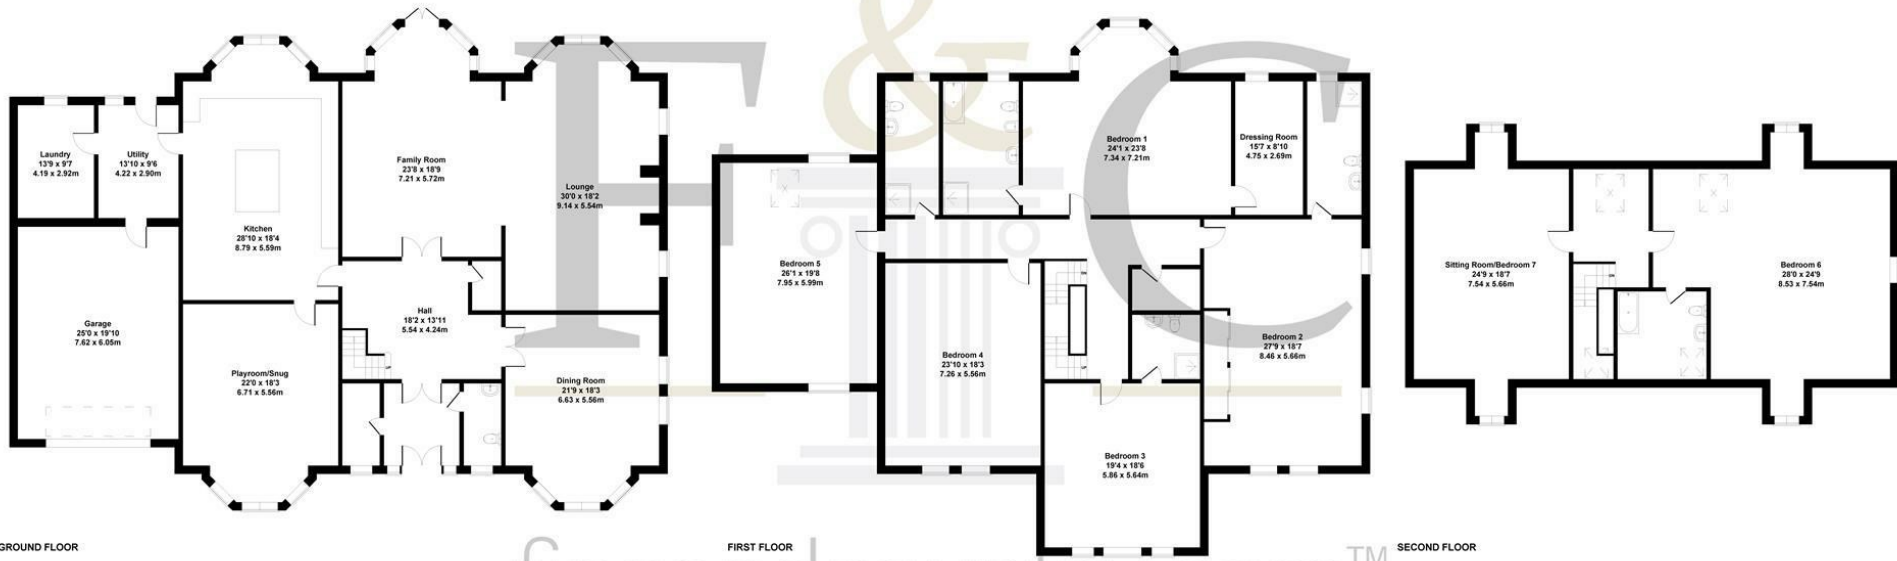 Laundry
13'9 x 9'7
4.19 x 2.92m
Utility
13'10 x 9'6
4.22 x 2.90m
Kitchen
28'10 x 18'4
8.79 x 5.59m
Family Room
23'8 x 18'9
7.21 x 5.72m
Lounge
30'0 x 18'2
9.14 x 5.54m
Garage
25'0 x 19'10
7.62 x 6.05m
Playroom/Snug
22'0 x 18'3
6.71 x 5.56m
Hall
18'2 x 13'11
5.54 x 4.24m
Dining Room
21'9 x 18'3
6.63 x 5.56m
GROUND FLOOR
Bedroom 1
24'1 x 23'8
7.34 x 7.21m
Dressing Room
15'7 x 8'10
4.75 x 2.69m
Bedroom 5
26'1 x 19'8
7.95 x 5.99m
Bedroom 4
23'10 x 18'3
7.26 x 5.56m
Bedroom 2
27'9 x 18'7
8.46 x 5.66m
Bedroom 3
19'4 x 18'6
5.86 x 5.64m
FIRST FLOOR
Sitting Room/Bedroom 7
24'9 x 18'7
7.54 x 5.66m
Bedroom 6
28'0 x 24'9
8.53 x 7.54m
SECOND FLOOR
F & C
TM